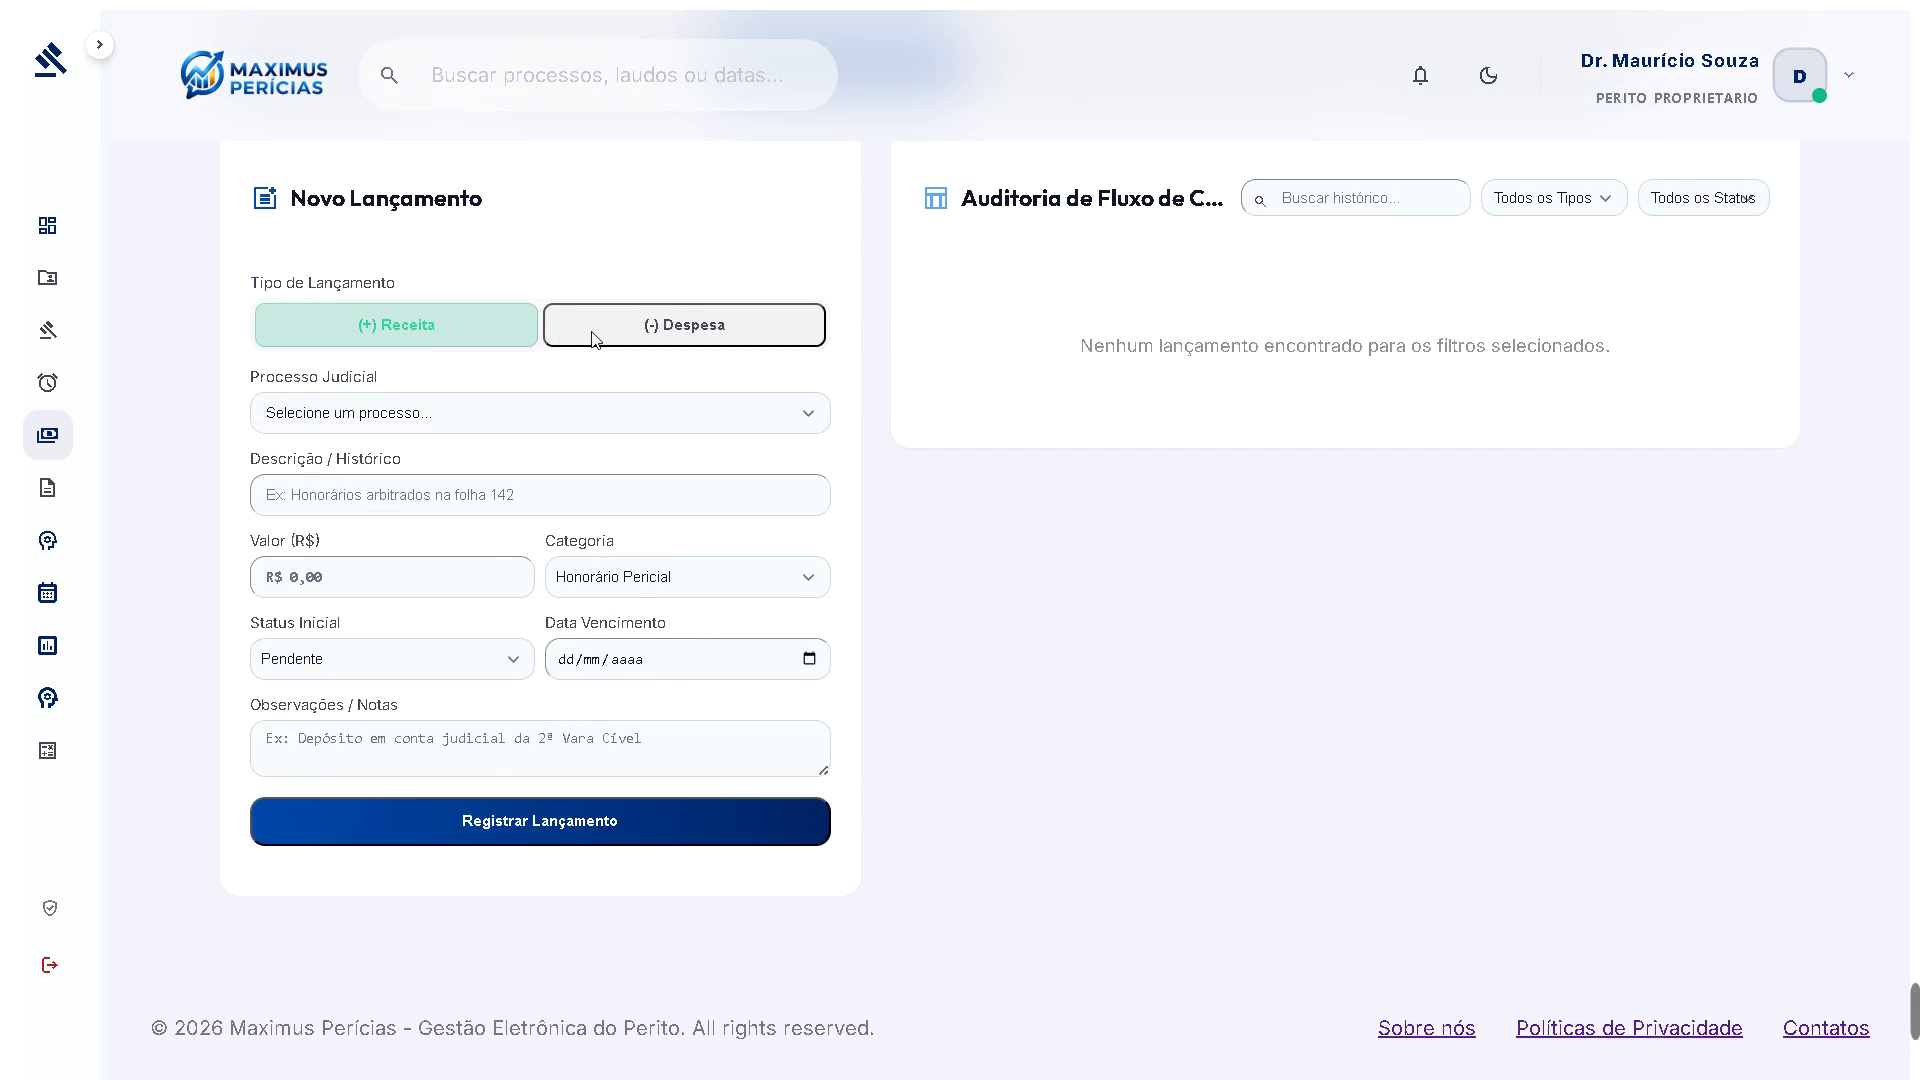 MAXIMUS
PERÍCIAS
Buscar processos, laudos ou datas...
Dr. Maurício Souza
PERITO PROPRIETARIO
D
Novo Lançamento
Tipo de Lançamento
(+) Receita
(-) Despesa
Processo Judicial
Selecione um processo...
Descrição / Histórico
Ex: Honorários arbitrados na folha 142
Valor (R$)
Categoria
R$ 0,00
Honorário Pericial
Status Inicial
Data Vencimento
Pendente
dd/mm/aaaa
Observações / Notas
Ex: Depósito em conta judicial da 2ª Vara Cível
Registrar Lançamento
Auditoria de Fluxo de C...
Buscar histórico...
Todos os Tipos
Todos os Status
Nenhum lançamento encontrado para os filtros selecionados.
© 2026 Maximus Perícias - Gestão Eletrônica do Perito. All rights reserved.
Sobre nós
Políticas de Privacidade
Contatos